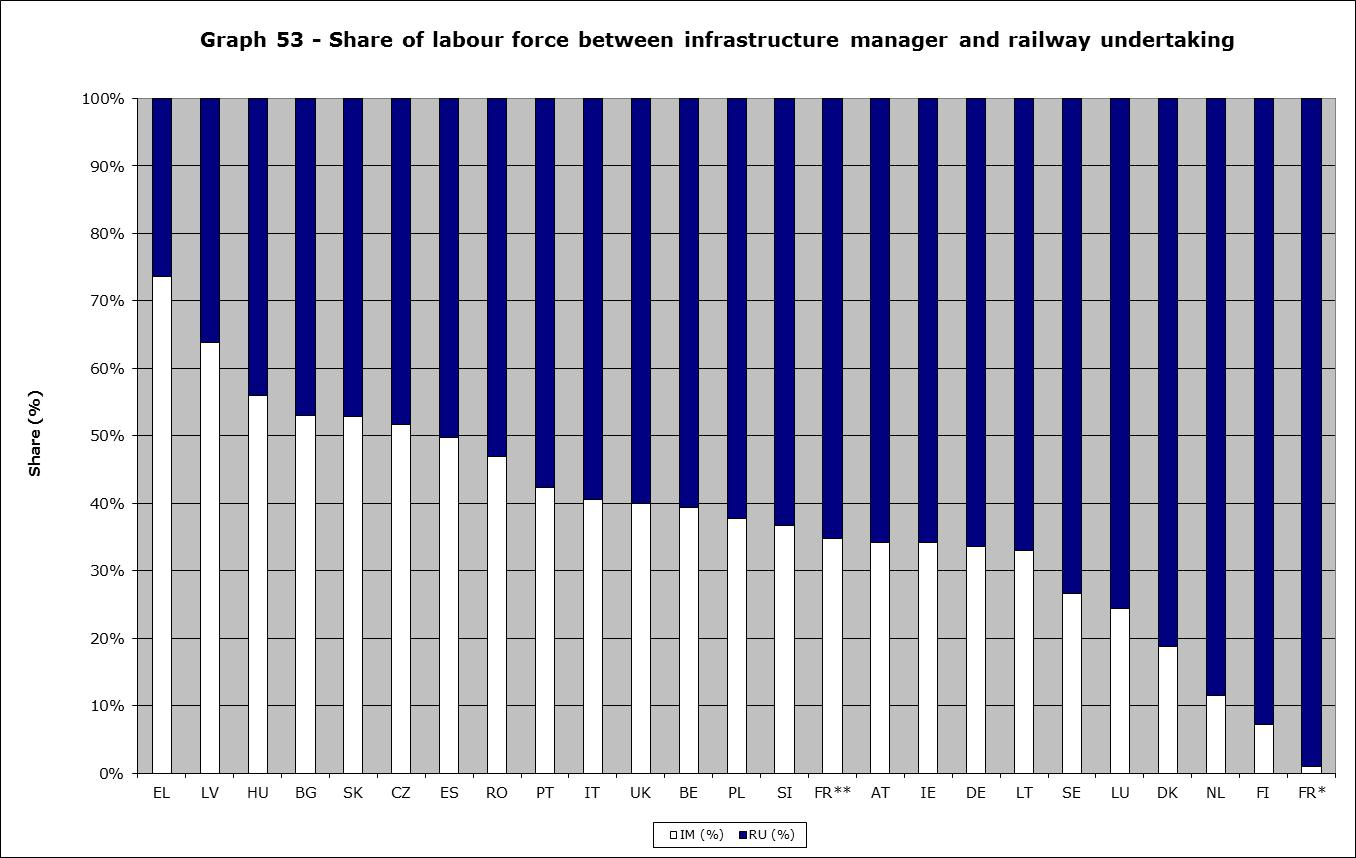 Graph 53 - Share of labour force between infrastructure manager and railway undertaking
100%
90%
80%
70%
60%
50%
40%
30%
20%
10%
0%
Share (%)
EL LV HU BG SK CZ ES RO PT IT UK BE PL SI FR** AT IE DE LT SE LU DK NL FI FR*
IM (%) RU (%)